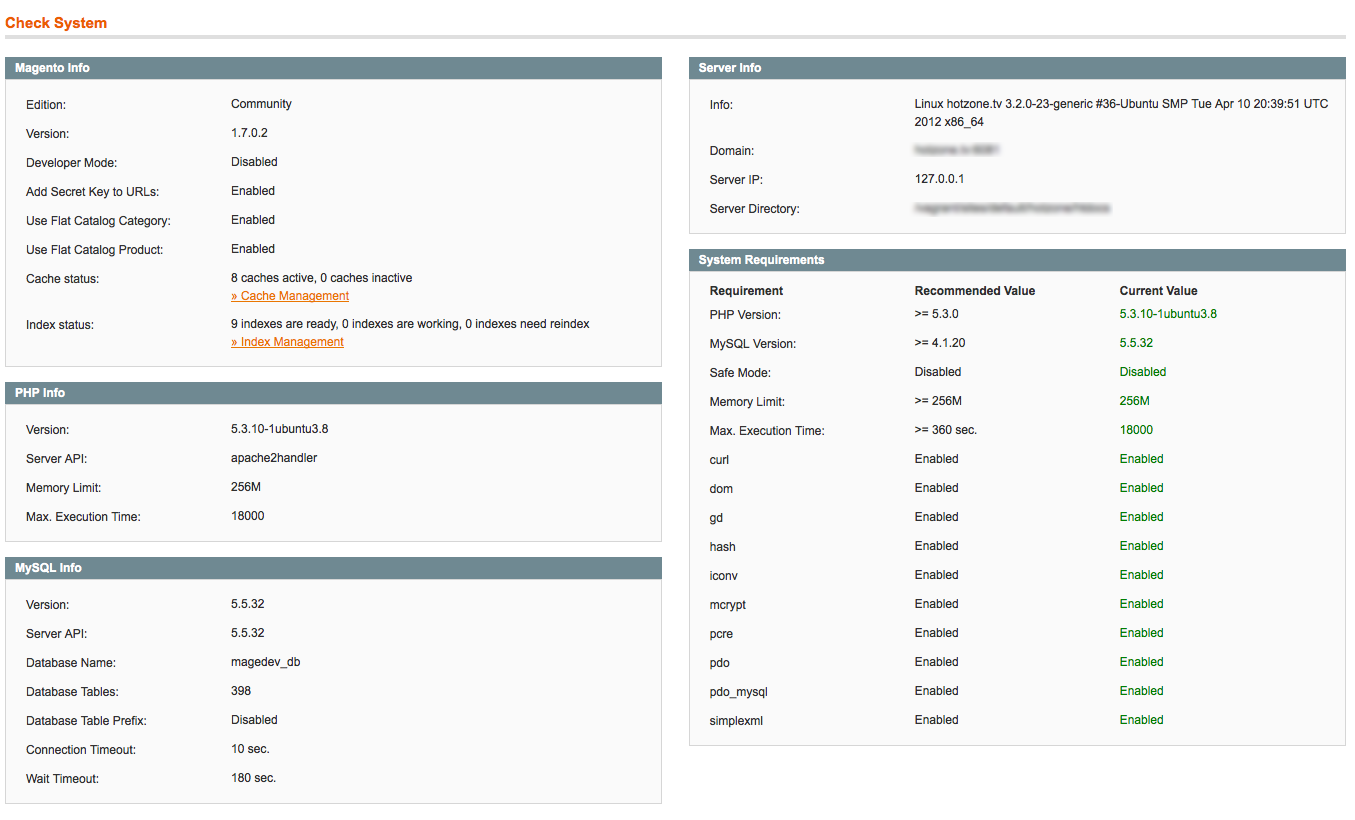 Check System
Magento Info
Edition: Community
Version: 1.7.0.2
Developer Mode: Disabled
Add Secret Key to URLs: Enabled
Use Flat Catalog Category: Enabled
Use Flat Catalog Product: Enabled
Cache status: 8 caches active, 0 caches inactive
» Cache Management
Index status: 9 indexes are ready, 0 indexes are working, 0 indexes need reindex
» Index Management
PHP Info
Version: 5.3.10-1ubuntu3.8
Server API: apache2handler
Memory Limit: 256M
Max. Execution Time: 18000
MySQL Info
Version: 5.5.32
Server API: 5.5.32
Database Name: magedev_db
Database Tables: 398
Database Table Prefix: Disabled
Connection Timeout: 10 sec.
Wait Timeout: 180 sec.
Server Info
Info: Linux hotzone.tv 3.2.0-23-generic #36-Ubuntu SMP Tue Apr 10 20:39:51 UTC
2012 x86_64
Domain:
Server IP: 127.0.0.1
Server Directory:
System Requirements
Requirement Recommended Value Current Value
PHP Version: >= 5.3.0 5.3.10-1ubuntu3.8
MySQL Version: >= 4.1.20 5.5.32
Safe Mode: Disabled Disabled
Memory Limit: >= 256M 256M
Max. Execution Time: >= 360 sec. 18000
curl Enabled Enabled
dom Enabled Enabled
gd Enabled Enabled
hash Enabled Enabled
iconv Enabled Enabled
mcrypt Enabled Enabled
pcre Enabled Enabled
pdo Enabled Enabled
pdo_mysql Enabled Enabled
simplexml Enabled Enabled